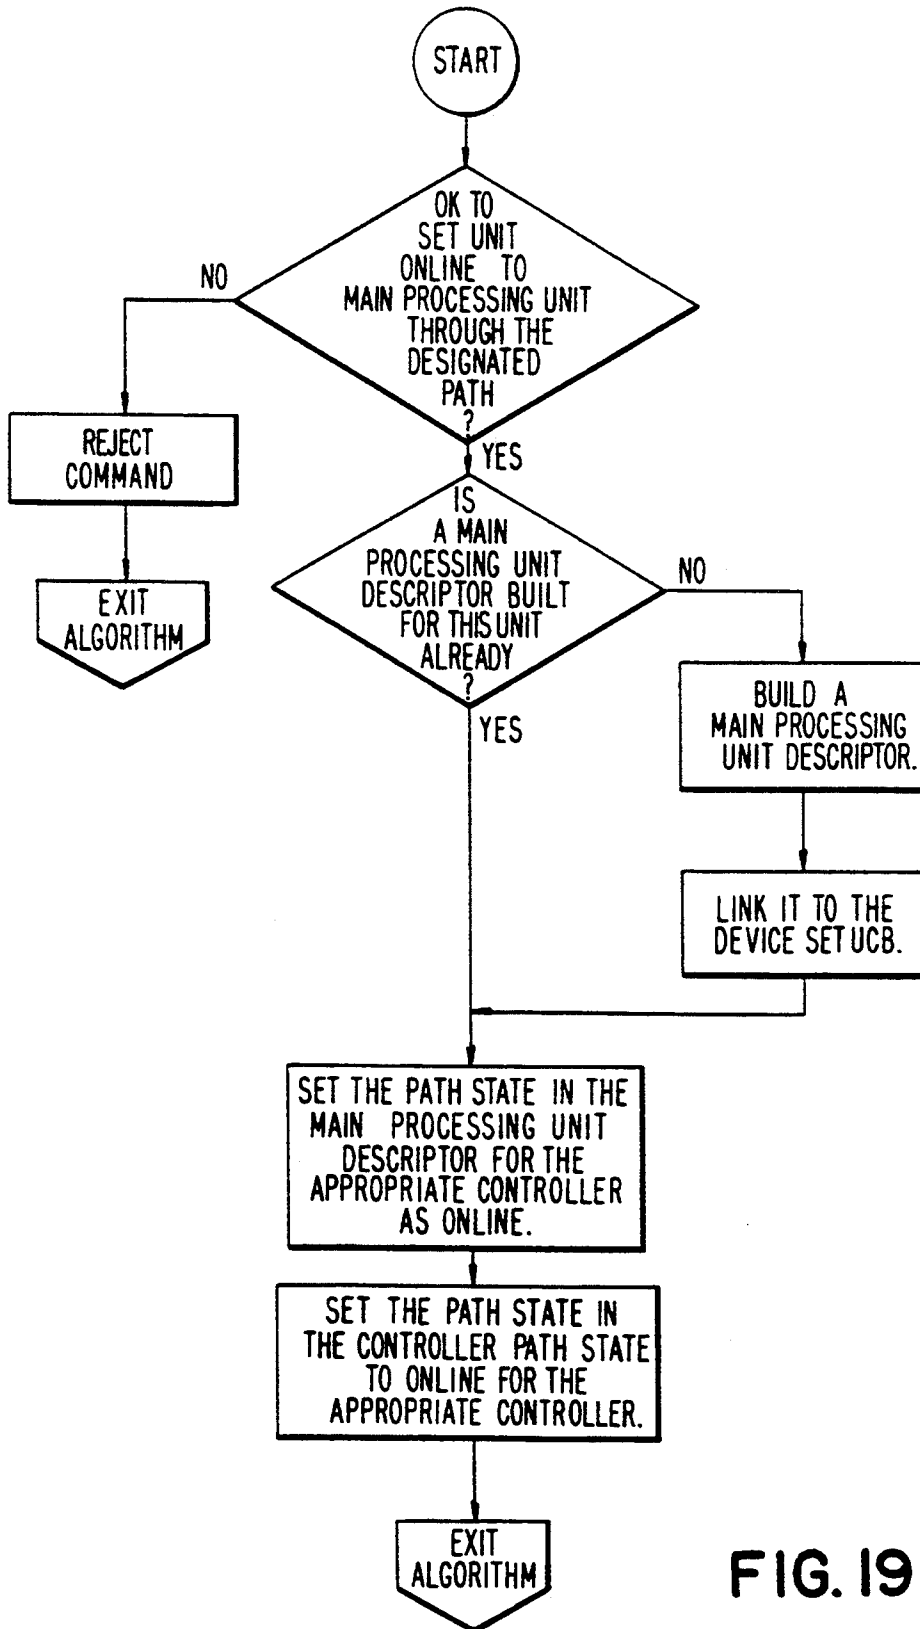 START
OK TO
SET UNIT
ONLINE TO
MAIN PROCESSING UNIT
THROUGH THE
DESIGNATED
PATH
?
NO
YES
REJECT
COMMAND
EXIT
ALGORITHM
IS
A MAIN
PROCESSING UNIT
DESCRIPTOR BUILT
FOR THIS UNIT
ALREADY
?
NO
YES
BUILD A
MAIN PROCESSING
UNIT DESCRIPTOR.
LINK IT TO THE
DEVICE SET UCB.
SET THE PATH STATE IN THE
MAIN PROCESSING UNIT
DESCRIPTOR FOR THE
APPROPRIATE CONTROLLER
AS ONLINE.
SET THE PATH STATE IN
THE CONTROLLER PATH STATE
TO ONLINE FOR THE
APPROPRIATE CONTROLLER.
EXIT
ALGORITHM
FIG. 19